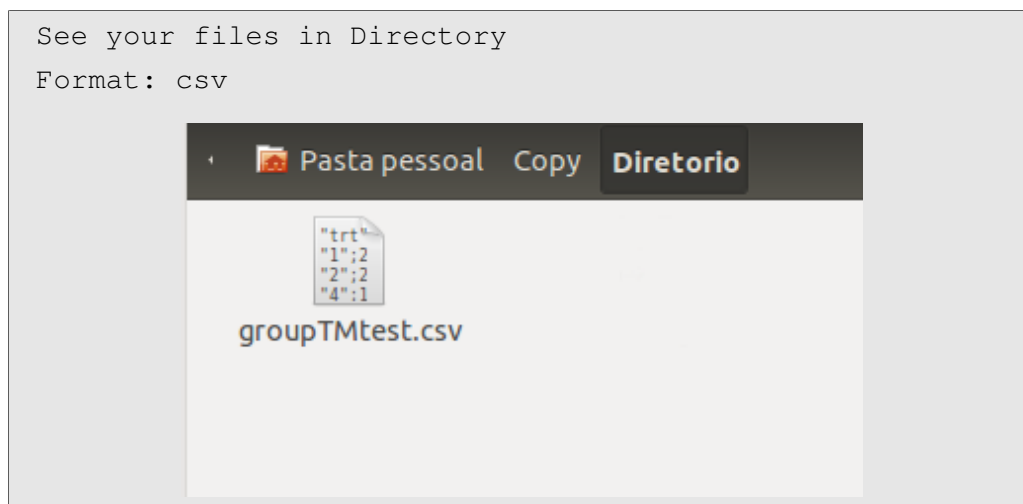 See your files in Directory
Format: csv
Pasta pessoal Copy Diretorio
"trt"
"1";2
"2";2
"4";1
groupTMtest.csv